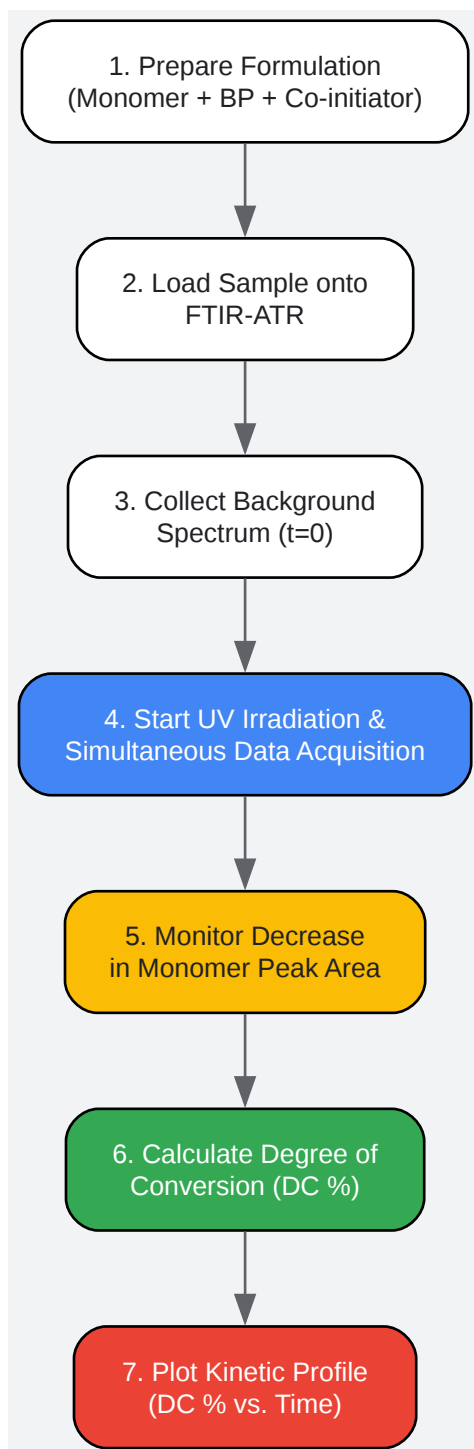 1. Prepare Formulation
(Monomer + BP + Co-initiator)
2. Load Sample onto
FTIR-ATR
3. Collect Background
Spectrum (t=0)
4. Start UV Irradiation &
Simultaneous Data Acquisition
5. Monitor Decrease
in Monomer Peak Area
6. Calculate Degree of
Conversion (DC %)
7. Plot Kinetic Profile
(DC % vs. Time)